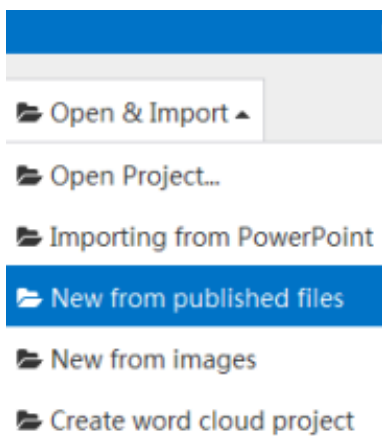 Open & Import
Open Project...
Importing from PowerPoint
New from published files
New from images
Create word cloud project